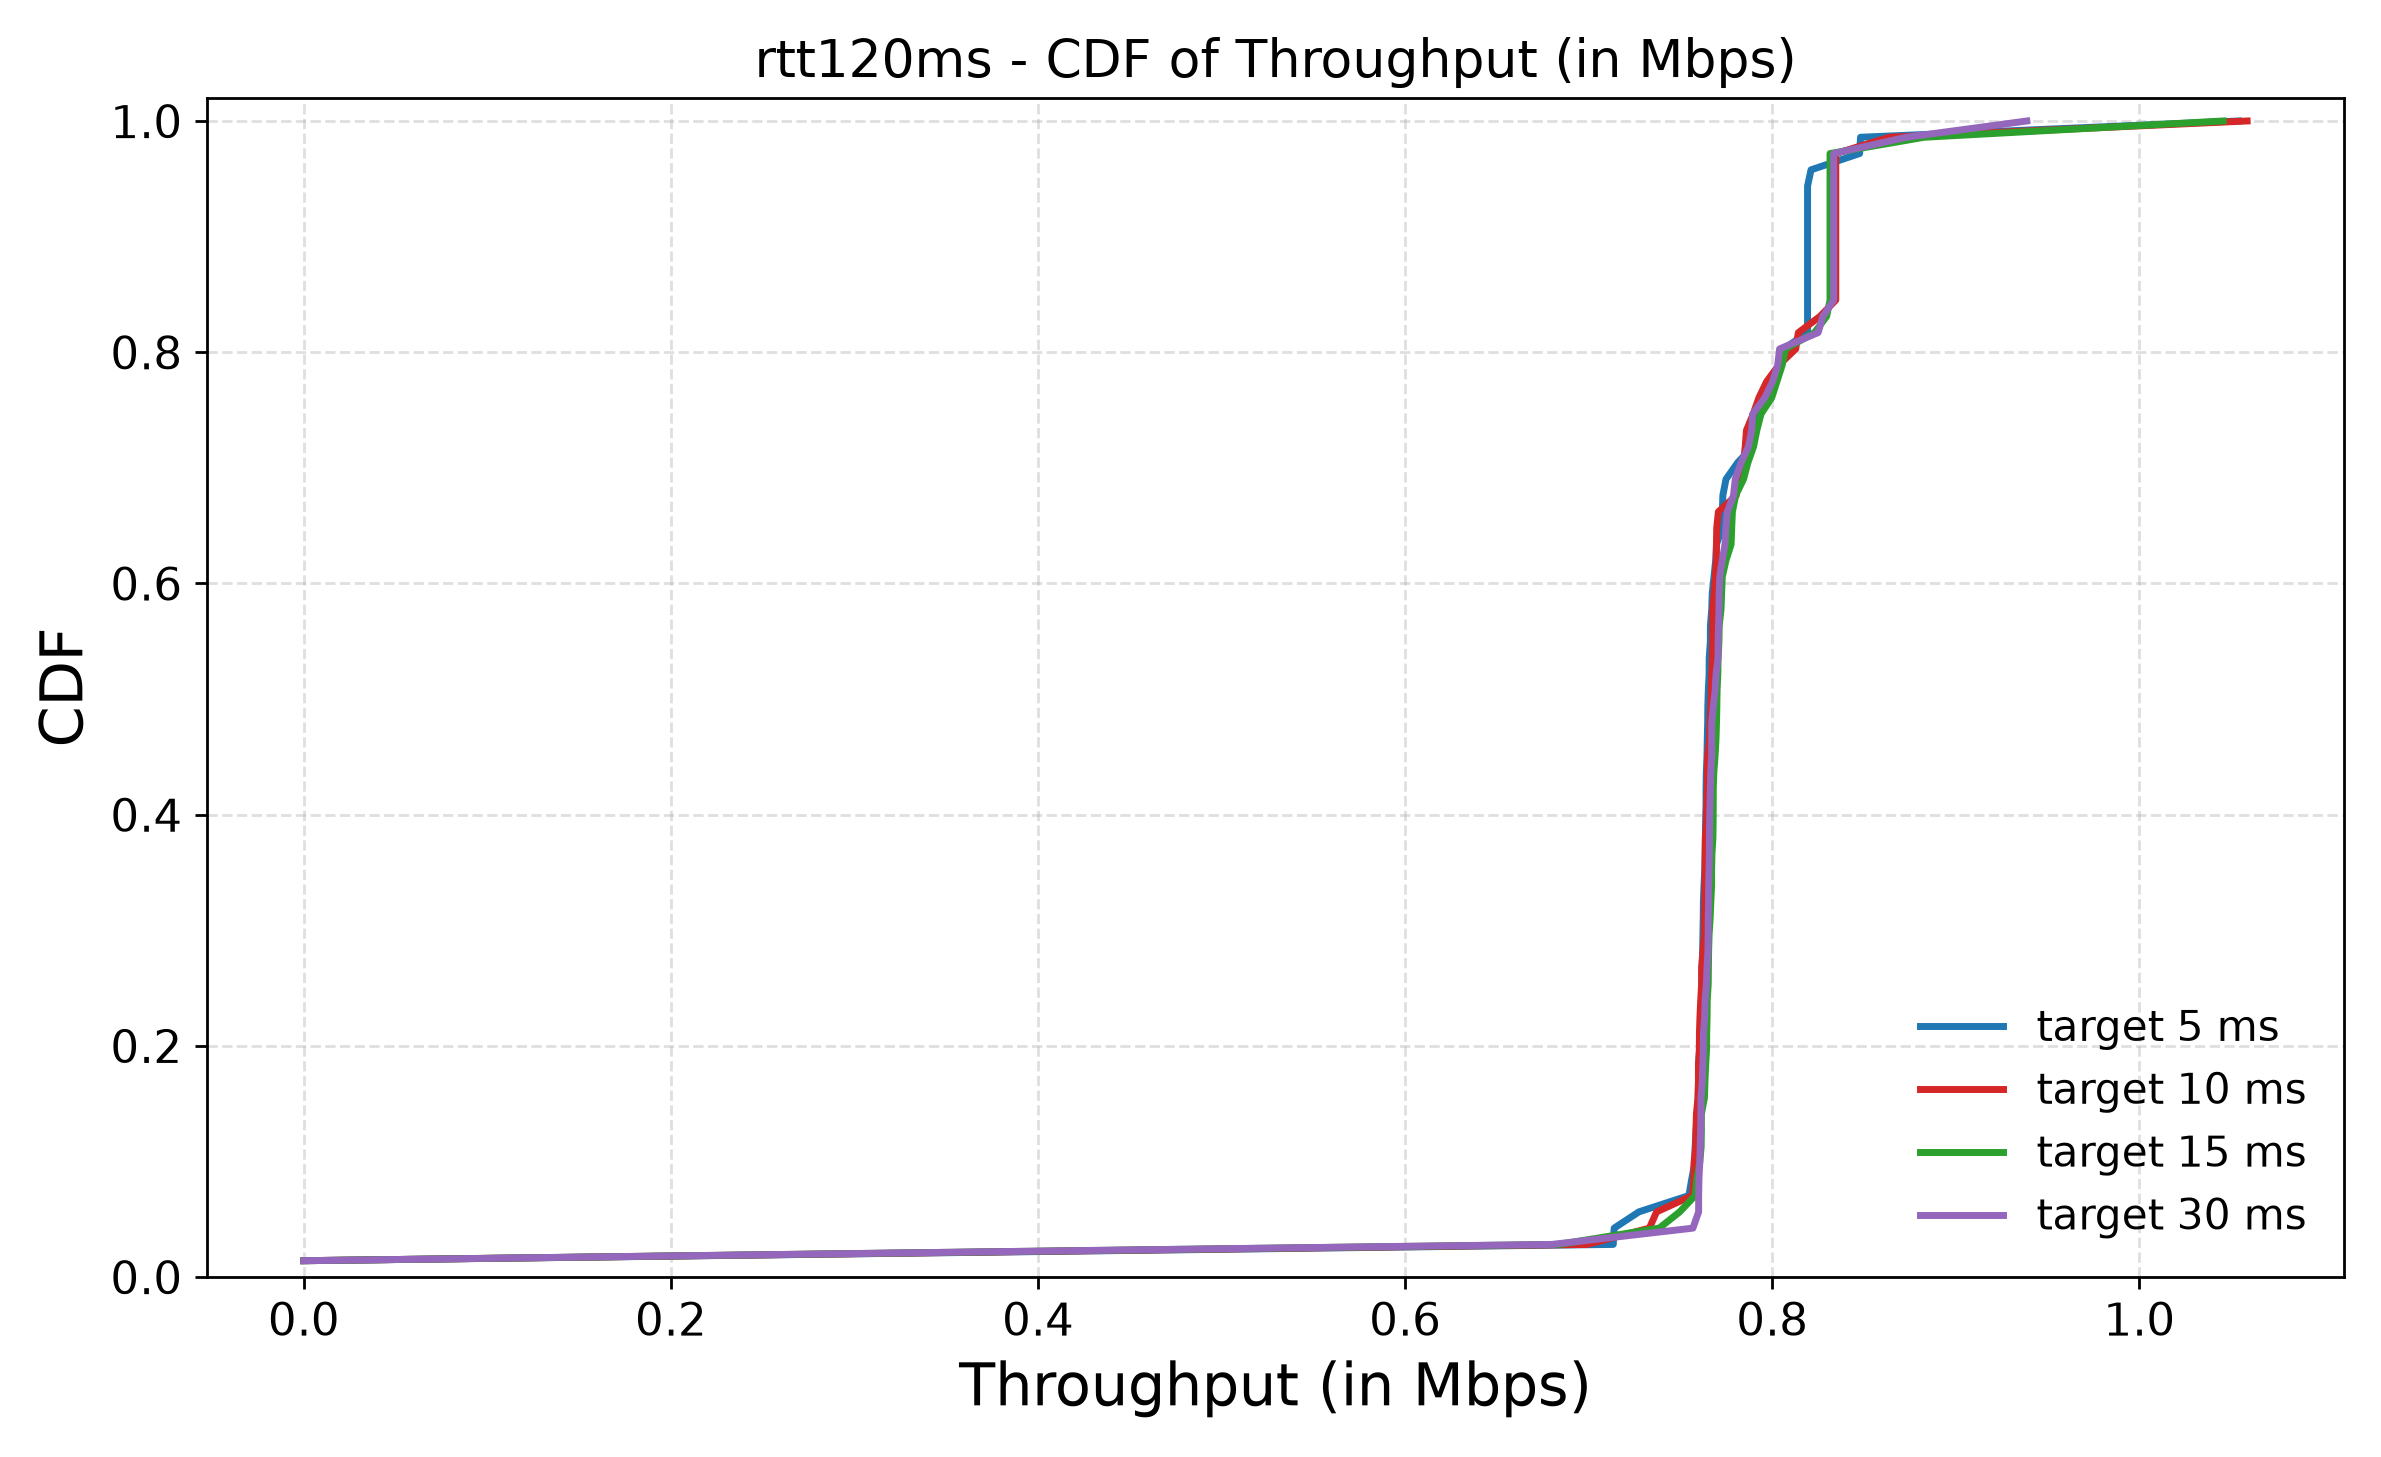 rtt120ms - CDF of Throughput (in Mbps)
1.0
0.8
0.6
0.4
0.2
0.0
CDF
target 5 ms
target 10 ms
target 15 ms
target 30 ms
0.0 0.2 0.4 0.6 0.8 1.0
Throughput (in Mbps)